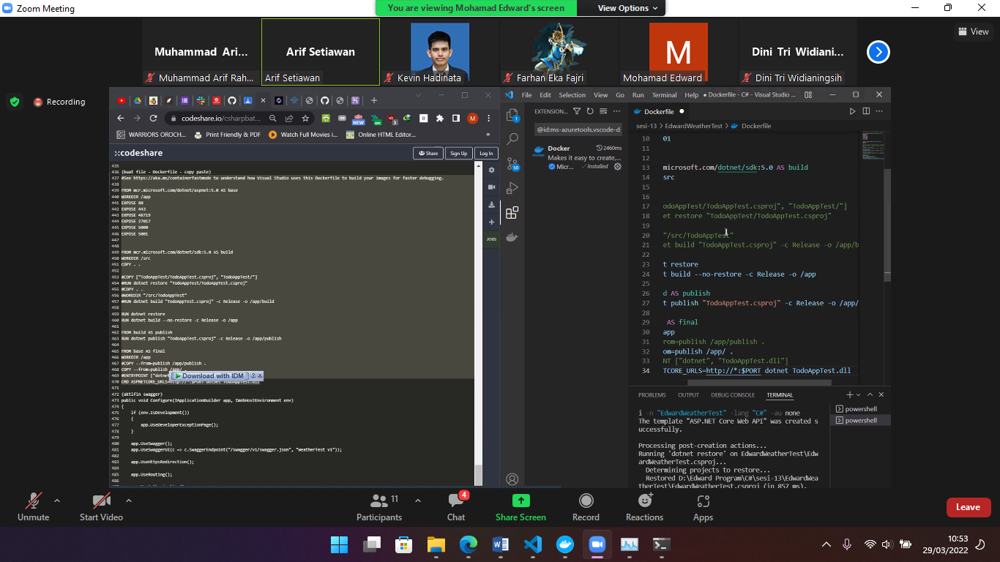 Zoom Meeting
You are viewing Mohamad Edward's screen
View Options
Muhammad Ari...
Arif Setiawan
M
Dini Tri Widiani...
View
Muhammad Arif Rah...
Arif Setiawan
Kevin Hadinata
Farhan Eka Fajri
Mohamad Edward
Dini Tri Widianingsih
Recording
codeshare.io/csharpbat...
NEW
on
3
B
M
WARRIORS OROCH...
Print Friendly & PDF
Watch Full Movies i...
Online HTML Editor...
»
codeshare
Share
Sign Up
Log In
JOBS
435
436 (buat file - Dockerfile - copy paste)
437 #See https://aka.ms/containerfastmode to understand how Visual Studio uses this Dockerfile to build your images for faster debugging.
438
439 FROM mcr.microsoft.com/dotnet/aspnet:5.0 AS base
440 WORKDIR /app
441 EXPOSE 80
442 EXPOSE 443
443 EXPOSE 48719
444 EXPOSE 27017
445 EXPOSE 5000
446 EXPOSE 5001
447
448
449 FROM mcr.microsoft.com/dotnet/sdk:5.0 AS build
450 WORKDIR /src
451 COPY . .
452
453 #COPY ["TodoAppTest/TodoAppTest.csproj", "TodoAppTest/"]
454 #RUN dotnet restore "TodoAppTest/TodoAppTest.csproj"
455 #COPY . .
456 #WORKDIR "/src/TodoAppTest"
457 #RUN dotnet build "TodoAppTest.csproj" -c Release -o /app/build
458
459 RUN dotnet restore
460 RUN dotnet build --no-restore -c Release -o /app
461
462 FROM build AS publish
463 RUN dotnet publish "TodoAppTest.csproj" -c Release -o /app/publish
464
465 FROM base AS final
466 WORKDIR /app
467 #COPY --from=publish /app/publish .
468 COPY --from=publish /app/ .
469 #ENTRYPOINT ["dotnet
Download with IDM
470 CMD ASPNETCORE_URLS=http://*:$PORT dotnet TodoAppTest.dll
471
472 (aktifin swagger)
473 public void Configure(IApplicationBuilder app, IWebHostEnvironment env)
474 {
475 if (env.IsDevelopment())
476 {
477 app.UseDeveloperExceptionPage();
478 }
479
480 app.UseSwagger();
481 app.UseSwaggerUI(c => c.SwaggerEndpoint("/swagger/v1/swagger.json", "WeatherTest v1"));
482
483 app.UseHttpsRedirection();
484
485 app.UseRouting();
486
File Edit Selection View Go Run Terminal Help
● Dockerfile - C# - Visual Studio ...
1
50
EXTENSION...
@id:ms-azuretools.vscode-d
Docker
2460ms
Makes it easy to create,...
Micr...
Installed
Dockerfile
sesi-13 > EdwardWeatherTest > Dockerfile
10 01
11
12
13 microsoft.com/dotnet/sdk:5.0 AS build
14 src
15
16
17 odoAppTest/TodoAppTest.csproj", "TodoAppTest/"]
18 et restore "TodoAppTest/TodoAppTest.csproj"
19
20 "/src/TodoAppTest"
21 et build "TodoAppTest.csproj" -c Release -o /app/b
22
23 t restore
24 t build --no-restore -c Release -o /app
25
26 d AS publish
27 t publish "TodoAppTest.csproj" -c Release -o /app/
28
29 AS final
30 app
31 rom=publish /app/publish .
32 om=publish /app/ .
33 NT ["dotnet", "TodoAppTest.dll"]
34 TCORE_URLS=http://*:$PORT dotnet TodoAppTest.dll
PROBLEMS OUTPUT DEBUG CONSOLE TERMINAL
powershell
powershell
i -n "EdwardWeatherTest" -lang "C#" -au none
The template "ASP.NET Core Web API" was created s
uccessfully.
Processing post-creation actions...
Running 'dotnet restore' on EdwardWeatherTest\Edw
ardWeatherTest.csproj...
Determining projects to restore...
Restored D:\Edward Program\C#\sesi-13\EdwardWea
therTest\EdwardWeatherTest.csproj (in 857 ms).
Unmute
Start Video
11
Participants
4
Chat
Share Screen
Record
Reactions
Apps
Leave
10:53
29/03/2022